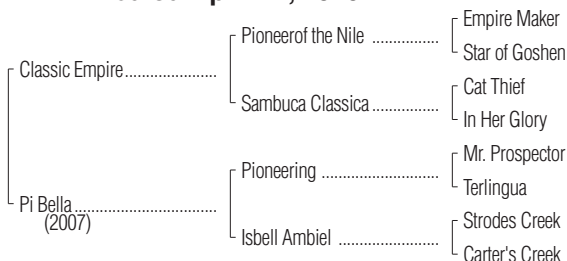 Empire Maker
Pioneerof the Nile ................
Star of Goshen
Classic Empire......................
Cat Thief
Sambuca Classica ................
In Her Glory
Mr. Prospector
Pioneering ............................
Terlingua
Pi Bella..................................
(2007)
Strodes Creek
Isbell Ambiel ........................
Carter's Creek